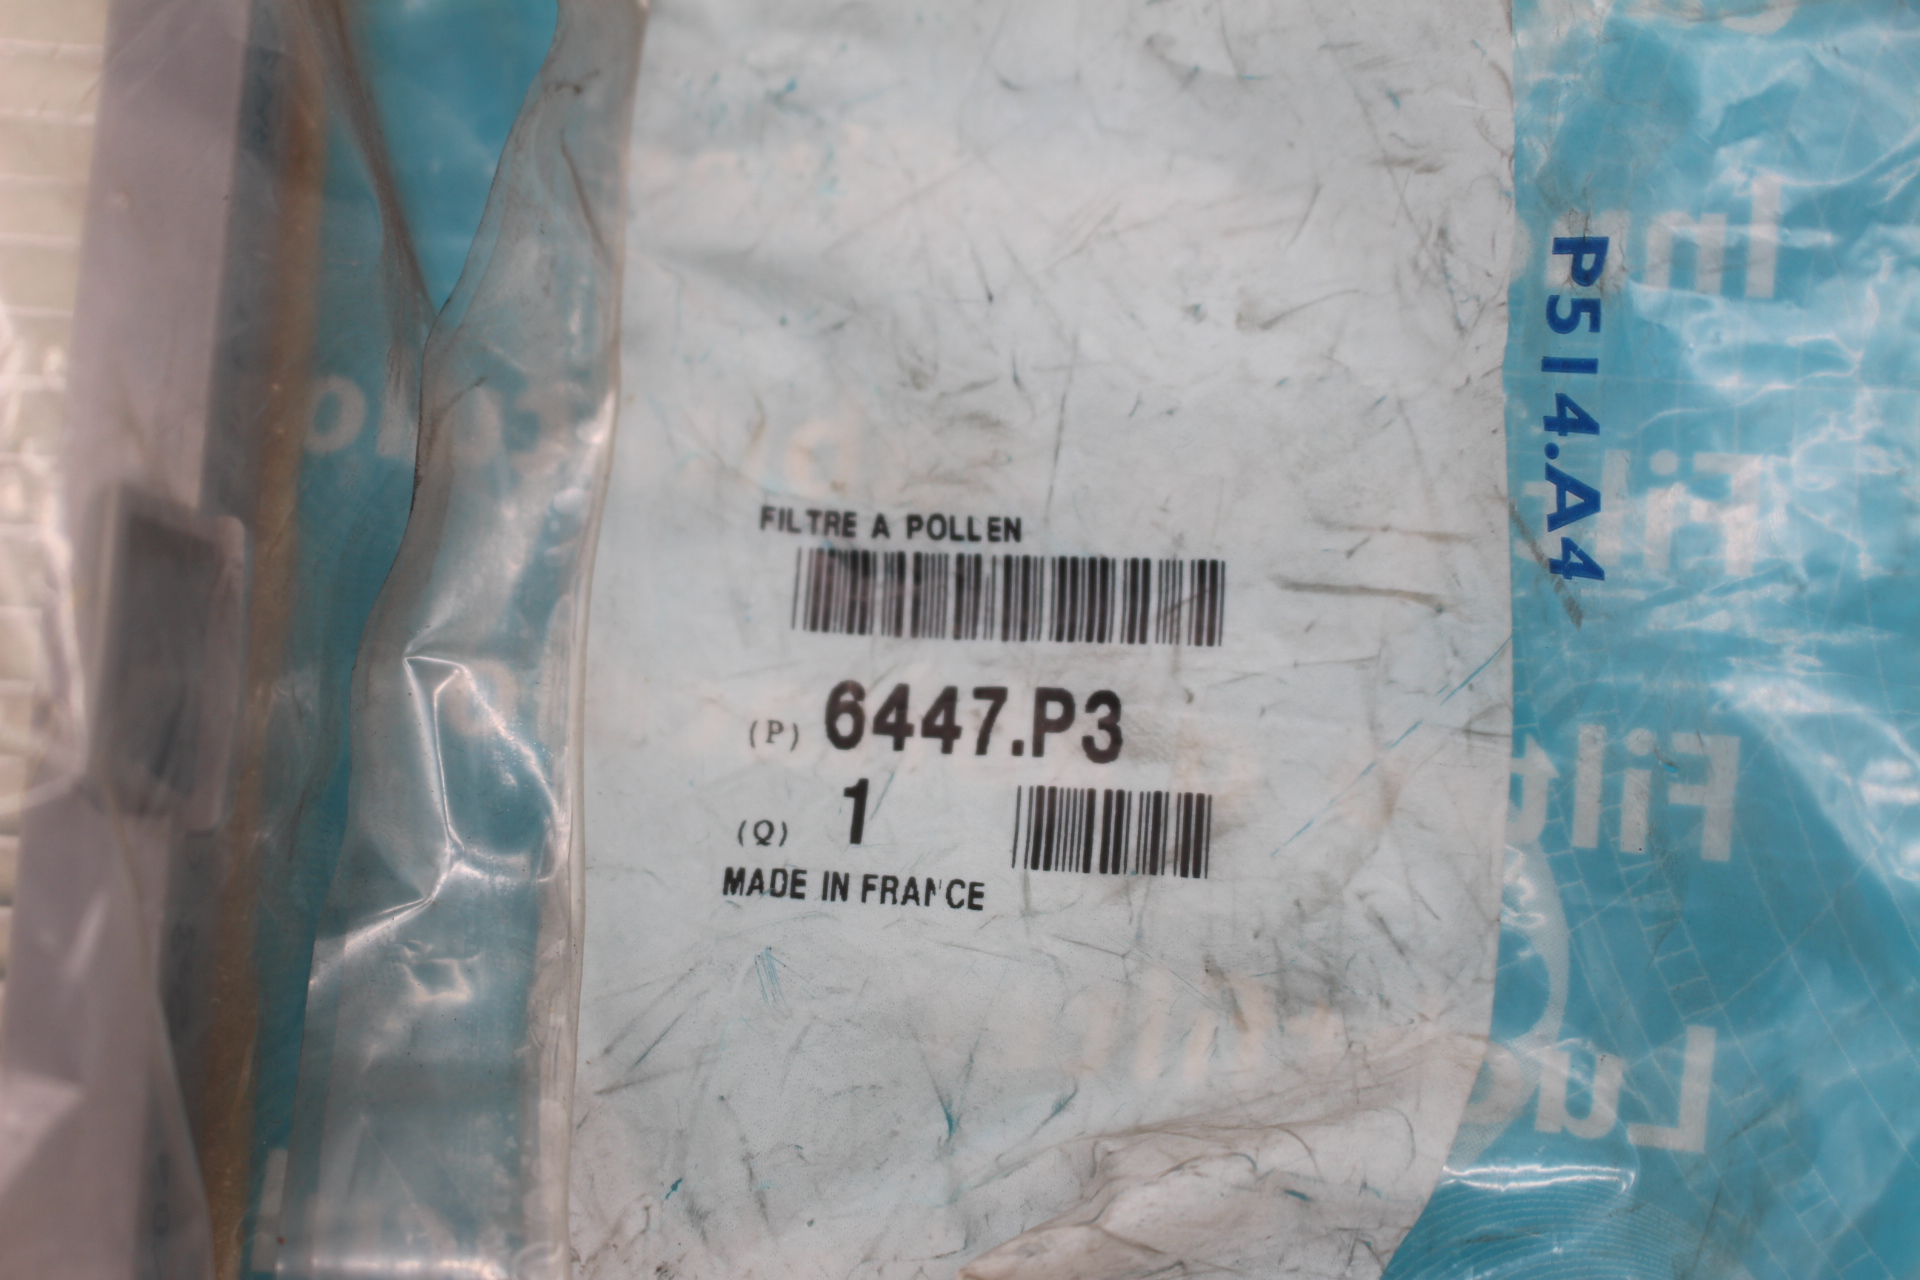 FILTRE A POLLEN
(P) 6447.P3
(Q) 1
MADE IN FRANCE
P514.A4